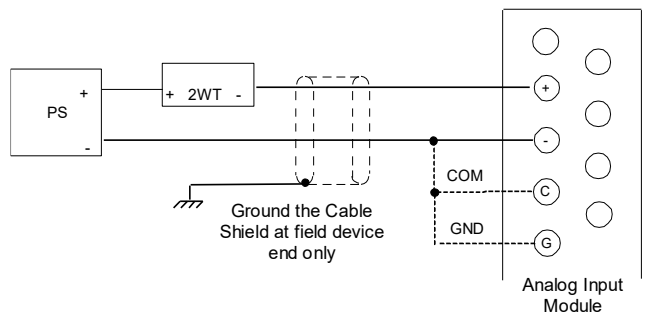 PS
+
-
+ 2WT -
+
-
COM
C
GND
G
Ground the Cable
Shield at field device
end only
Analog Input
Module